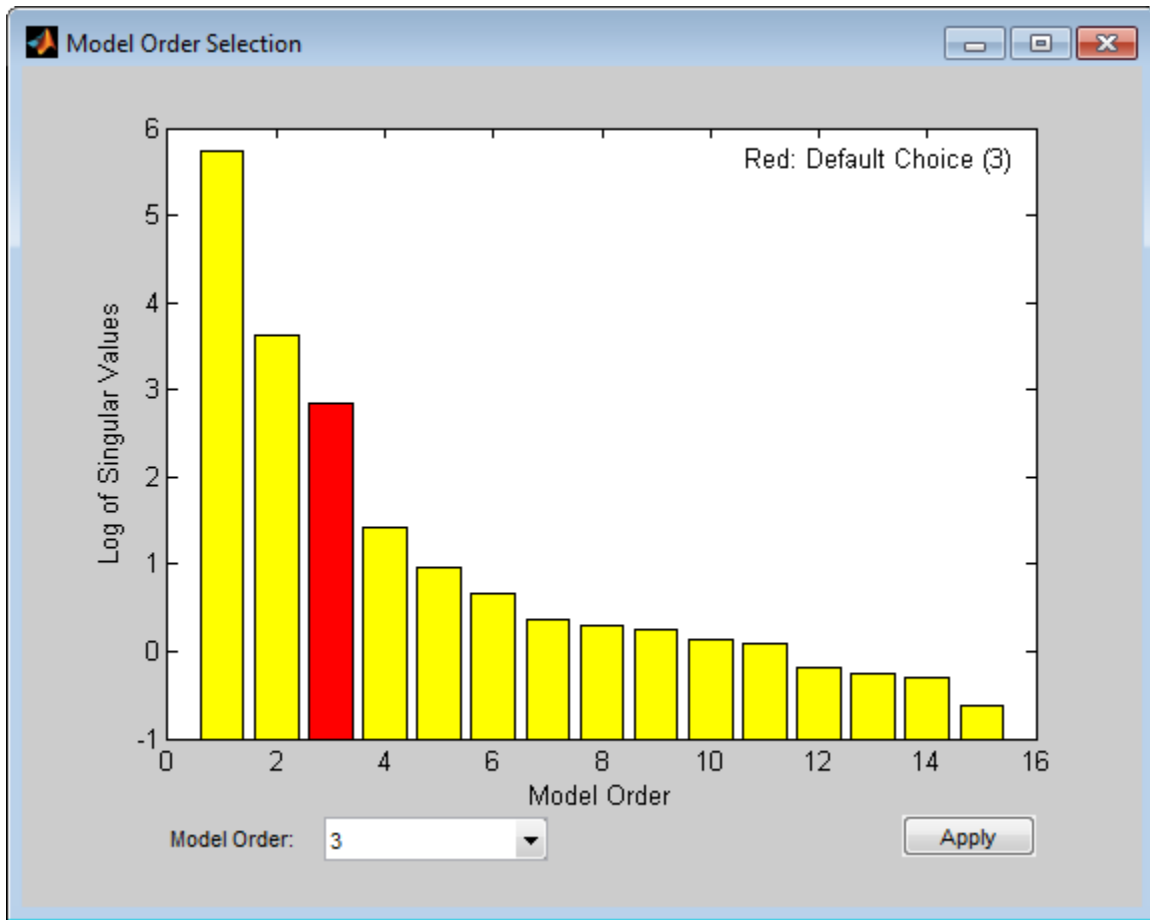 Model Order Selection
Red: Default Choice (3)
6
5
4
3
2
1
0
-1
Log of Singular Values
0 2 4 6 8 10 12 14 16
Model Order
Model Order: 3 Apply